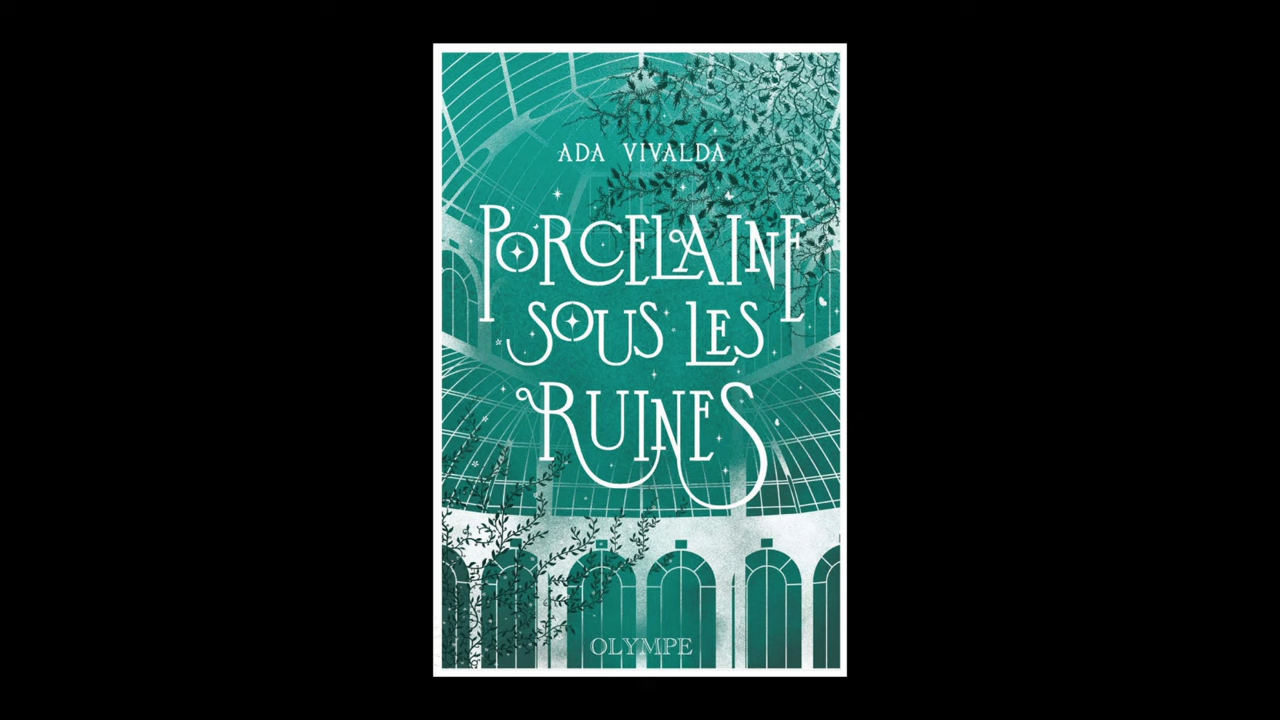 ADA VIVALDA
PORCELAINE
SOUS LES
RUINES
OLYMPE